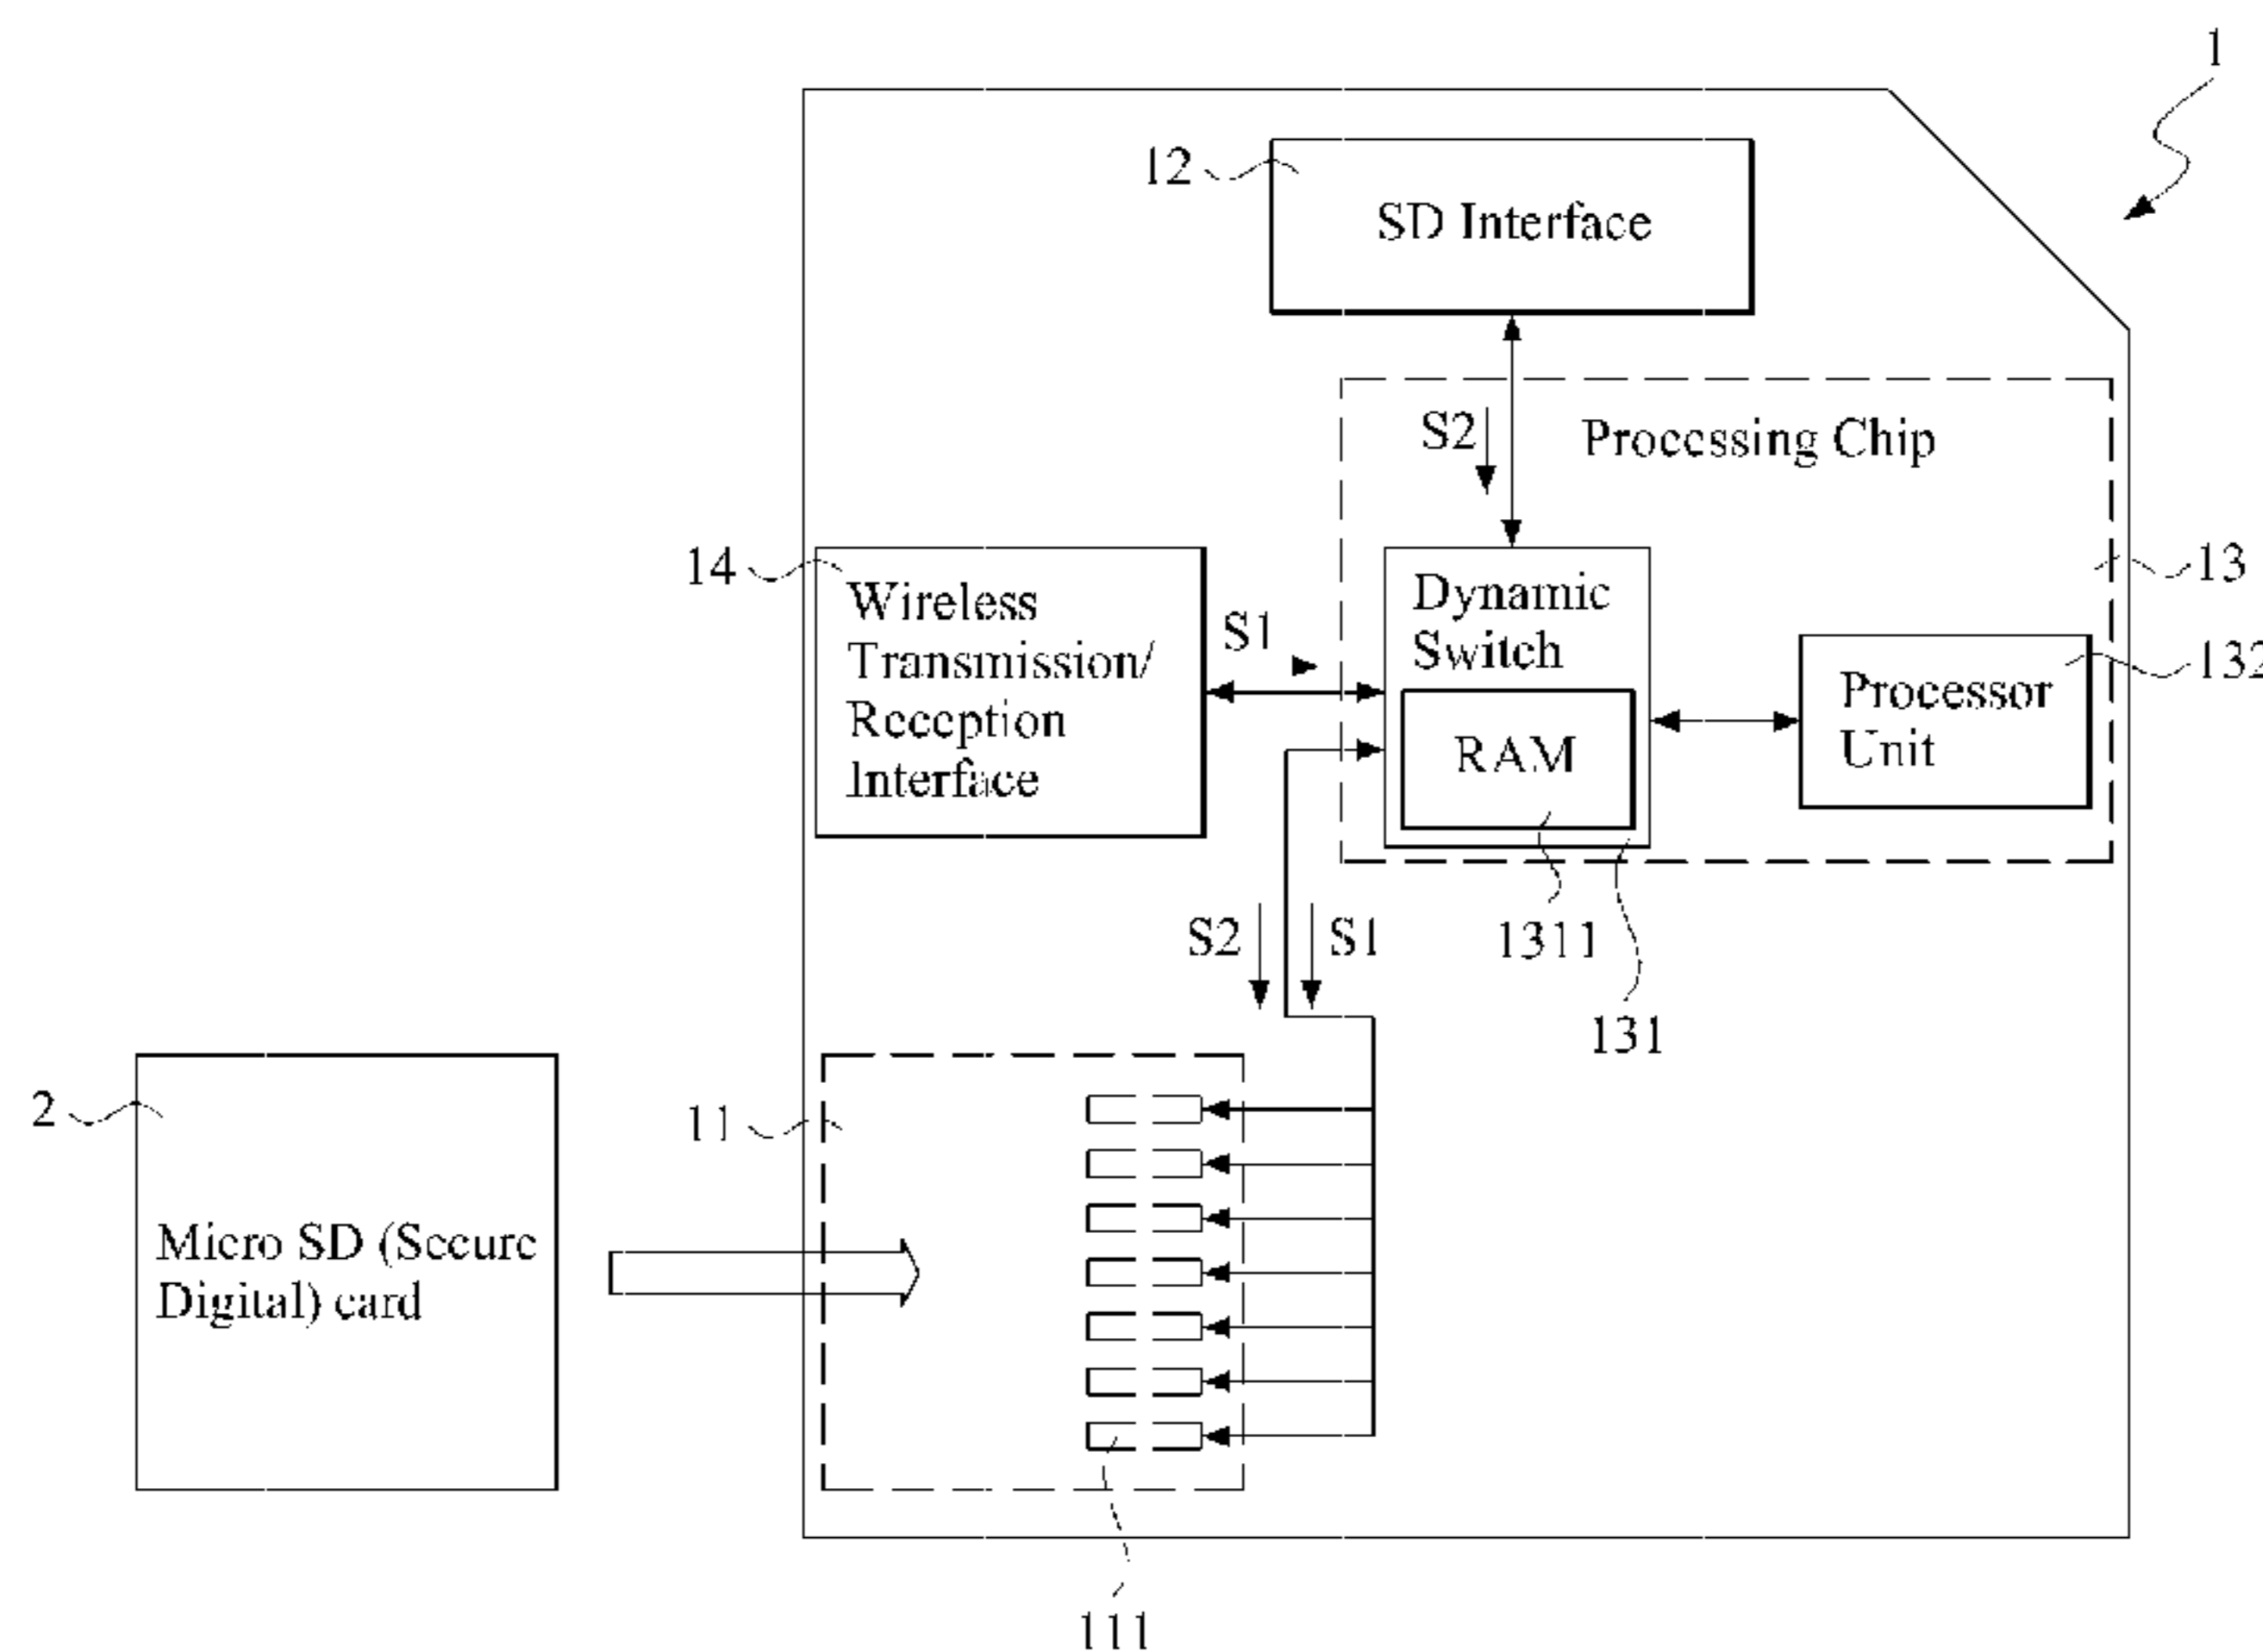 1
12
SD Interface
S2
Processing Chip
14
Wireless
Transmission/
Reception
Interface
S1
Dynamic
Switch
RAM
13
132
Processor
Unit
S2
S1
1311
131
2
Micro SD (Secure
Digital) card
11
111